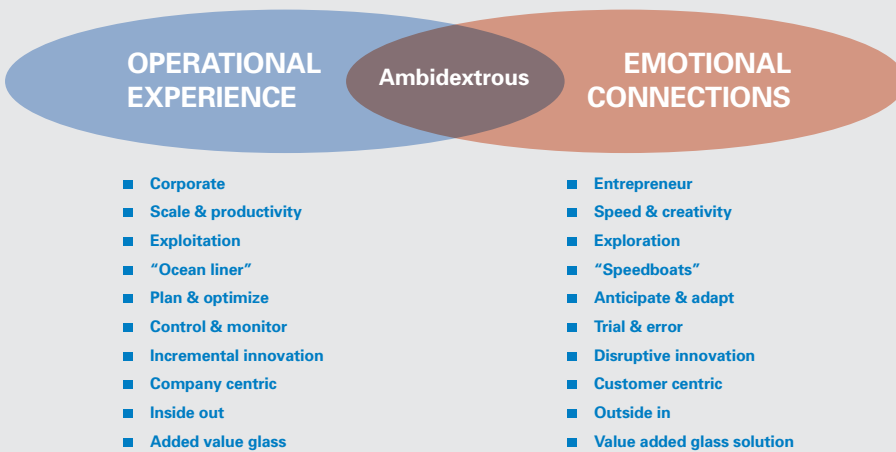 OPERATIONAL
EXPERIENCE
Ambidextrous
EMOTIONAL
CONNECTIONS
Corporate
Scale & productivity
Exploitation
“Ocean liner”
Plan & optimize
Control & monitor
Incremental innovation
Company centric
Inside out
Added value glass
Entrepreneur
Speed & creativity
Exploration
“Speedboats”
Anticipate & adapt
Trial & error
Disruptive innovation
Customer centric
Outside in
Value added glass solution